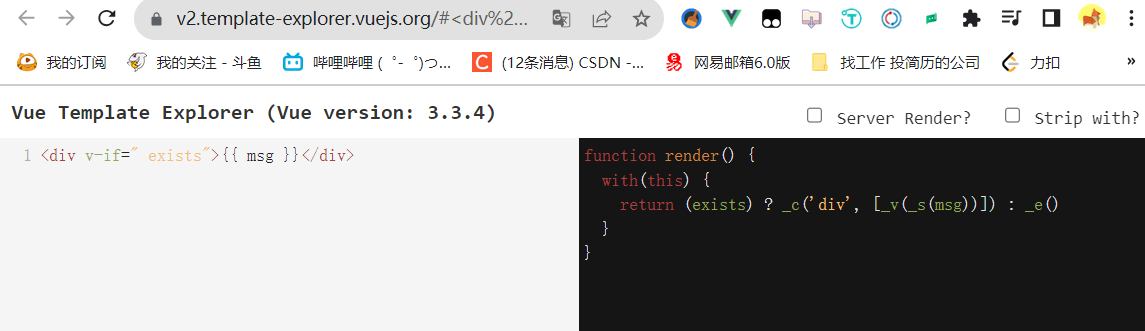 v2.template-explorer.vuejs.org/#<div%2...
我的订阅 我的关注 - 斗鱼 哔哩哔哩 (゜-゜)つ... (12条消息) CSDN -... 网易邮箱6.0版 找工作 投简历的公司 力扣 »
Vue Template Explorer (Vue version: 3.3.4) Server Render? Strip with?
1 <div v-if=" exists">{{ msg }}</div>
function render() {
with(this) {
return (exists) ? _c('div', [_v(_s(msg))]) : _e()
}
}